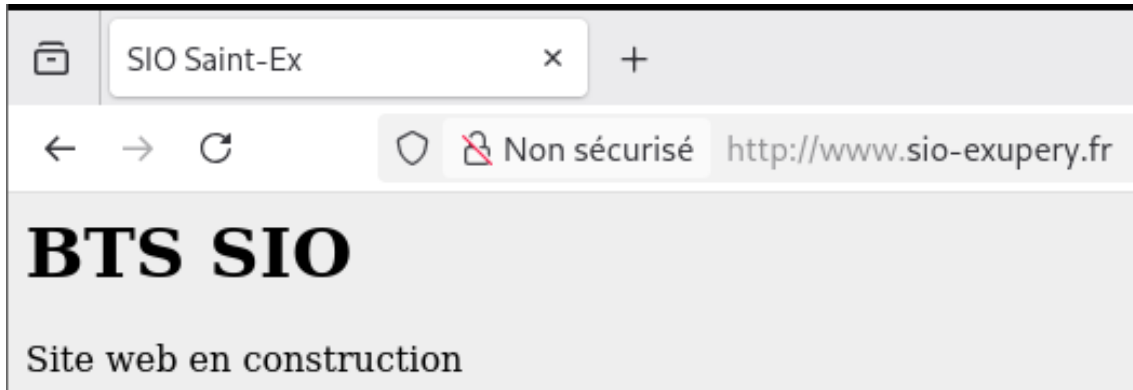 SIO Saint-Ex
Non sécurisé http://www.sio-exupery.fr
BTS SIO
Site web en construction